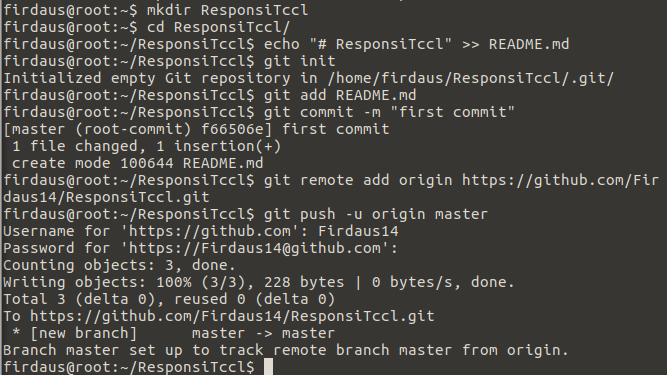 firdaus@root:~$ mkdir ResponsiTccl
firdaus@root:~$ cd ResponsiTccl/
firdaus@root:~/ResponsiTccl$ echo "# ResponsiTccl" >> README.md
firdaus@root:~/ResponsiTccl$ git init
Initialized empty Git repository in /home/firdaus/ResponsiTccl/.git/
firdaus@root:~/ResponsiTccl$ git add README.md
firdaus@root:~/ResponsiTccl$ git commit -m "first commit"
[master (root-commit) f66506e] first commit
 1 file changed, 1 insertion(+)
 create mode 100644 README.md
firdaus@root:~/ResponsiTccl$ git remote add origin https://github.com/Fir
daus14/ResponsiTccl.git
firdaus@root:~/ResponsiTccl$ git push -u origin master
Username for 'https://github.com': Firdaus14
Password for 'https://Firdaus14@github.com':
Counting objects: 3, done.
Writing objects: 100% (3/3), 228 bytes | 0 bytes/s, done.
Total 3 (delta 0), reused 0 (delta 0)
To https://github.com/Firdaus14/ResponsiTccl.git
 * [new branch]      master -> master
Branch master set up to track remote branch master from origin.
firdaus@root:~/ResponsiTccl$